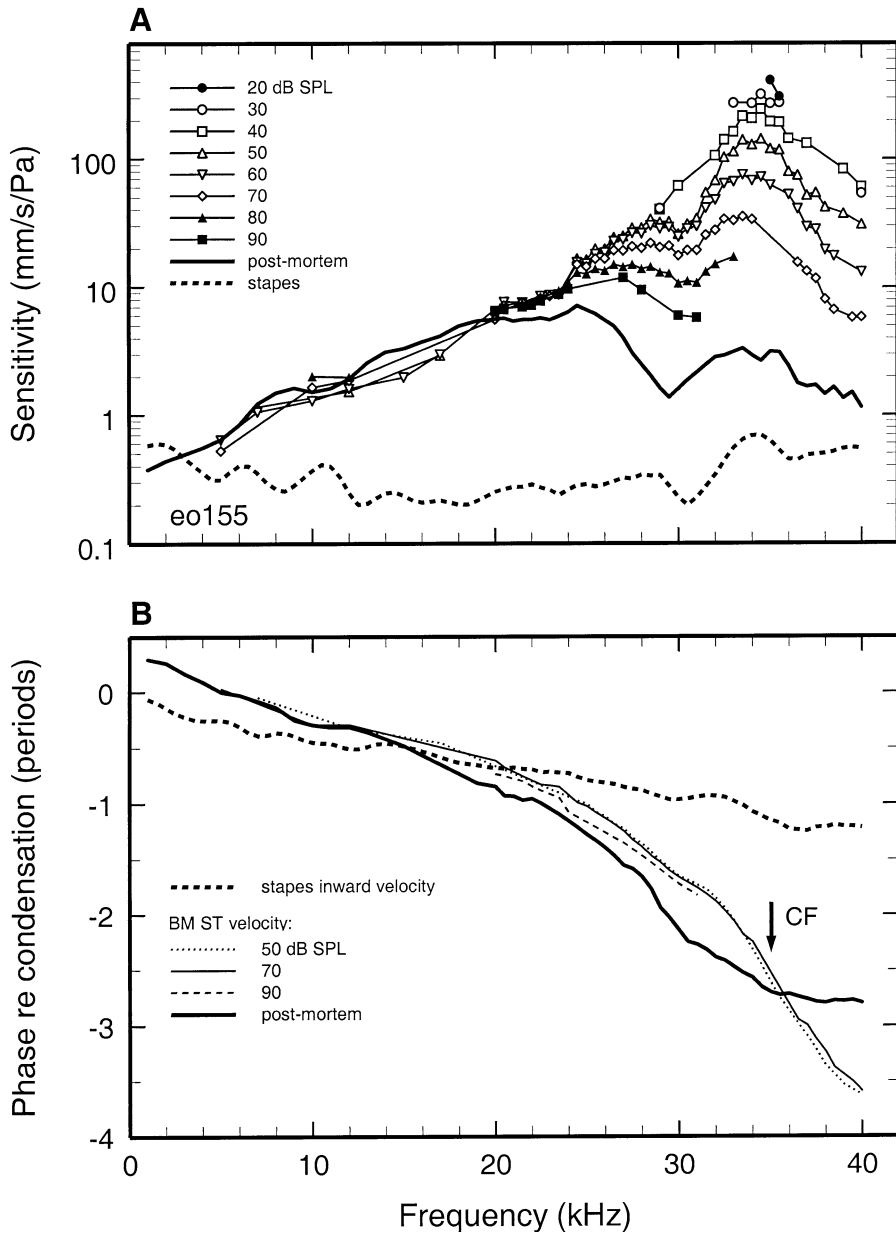 A
Sensitivity (mm/s/Pa)
100
10
1
0.1
20 dB SPL
30
40
50
60
70
80
90
post-mortem
stapes
eo155
B
Phase re condensation (periods)
0
-1
-2
-3
-4
stapes inward velocity
BM ST velocity:
50 dB SPL
70
90
post-mortem
CF
0
10
20
30
40
Frequency (kHz)